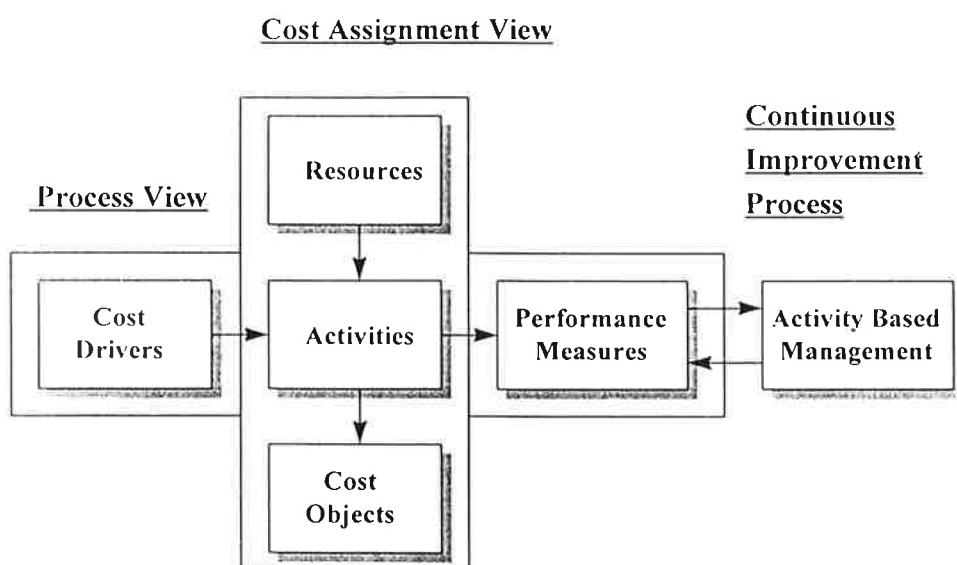 Cost Assignment View
Continuous
Improvement
Process
Process View
Resources
Cost
Drivers
Activities
Performance
Measures
Activity Based
Management
Cost
Objects